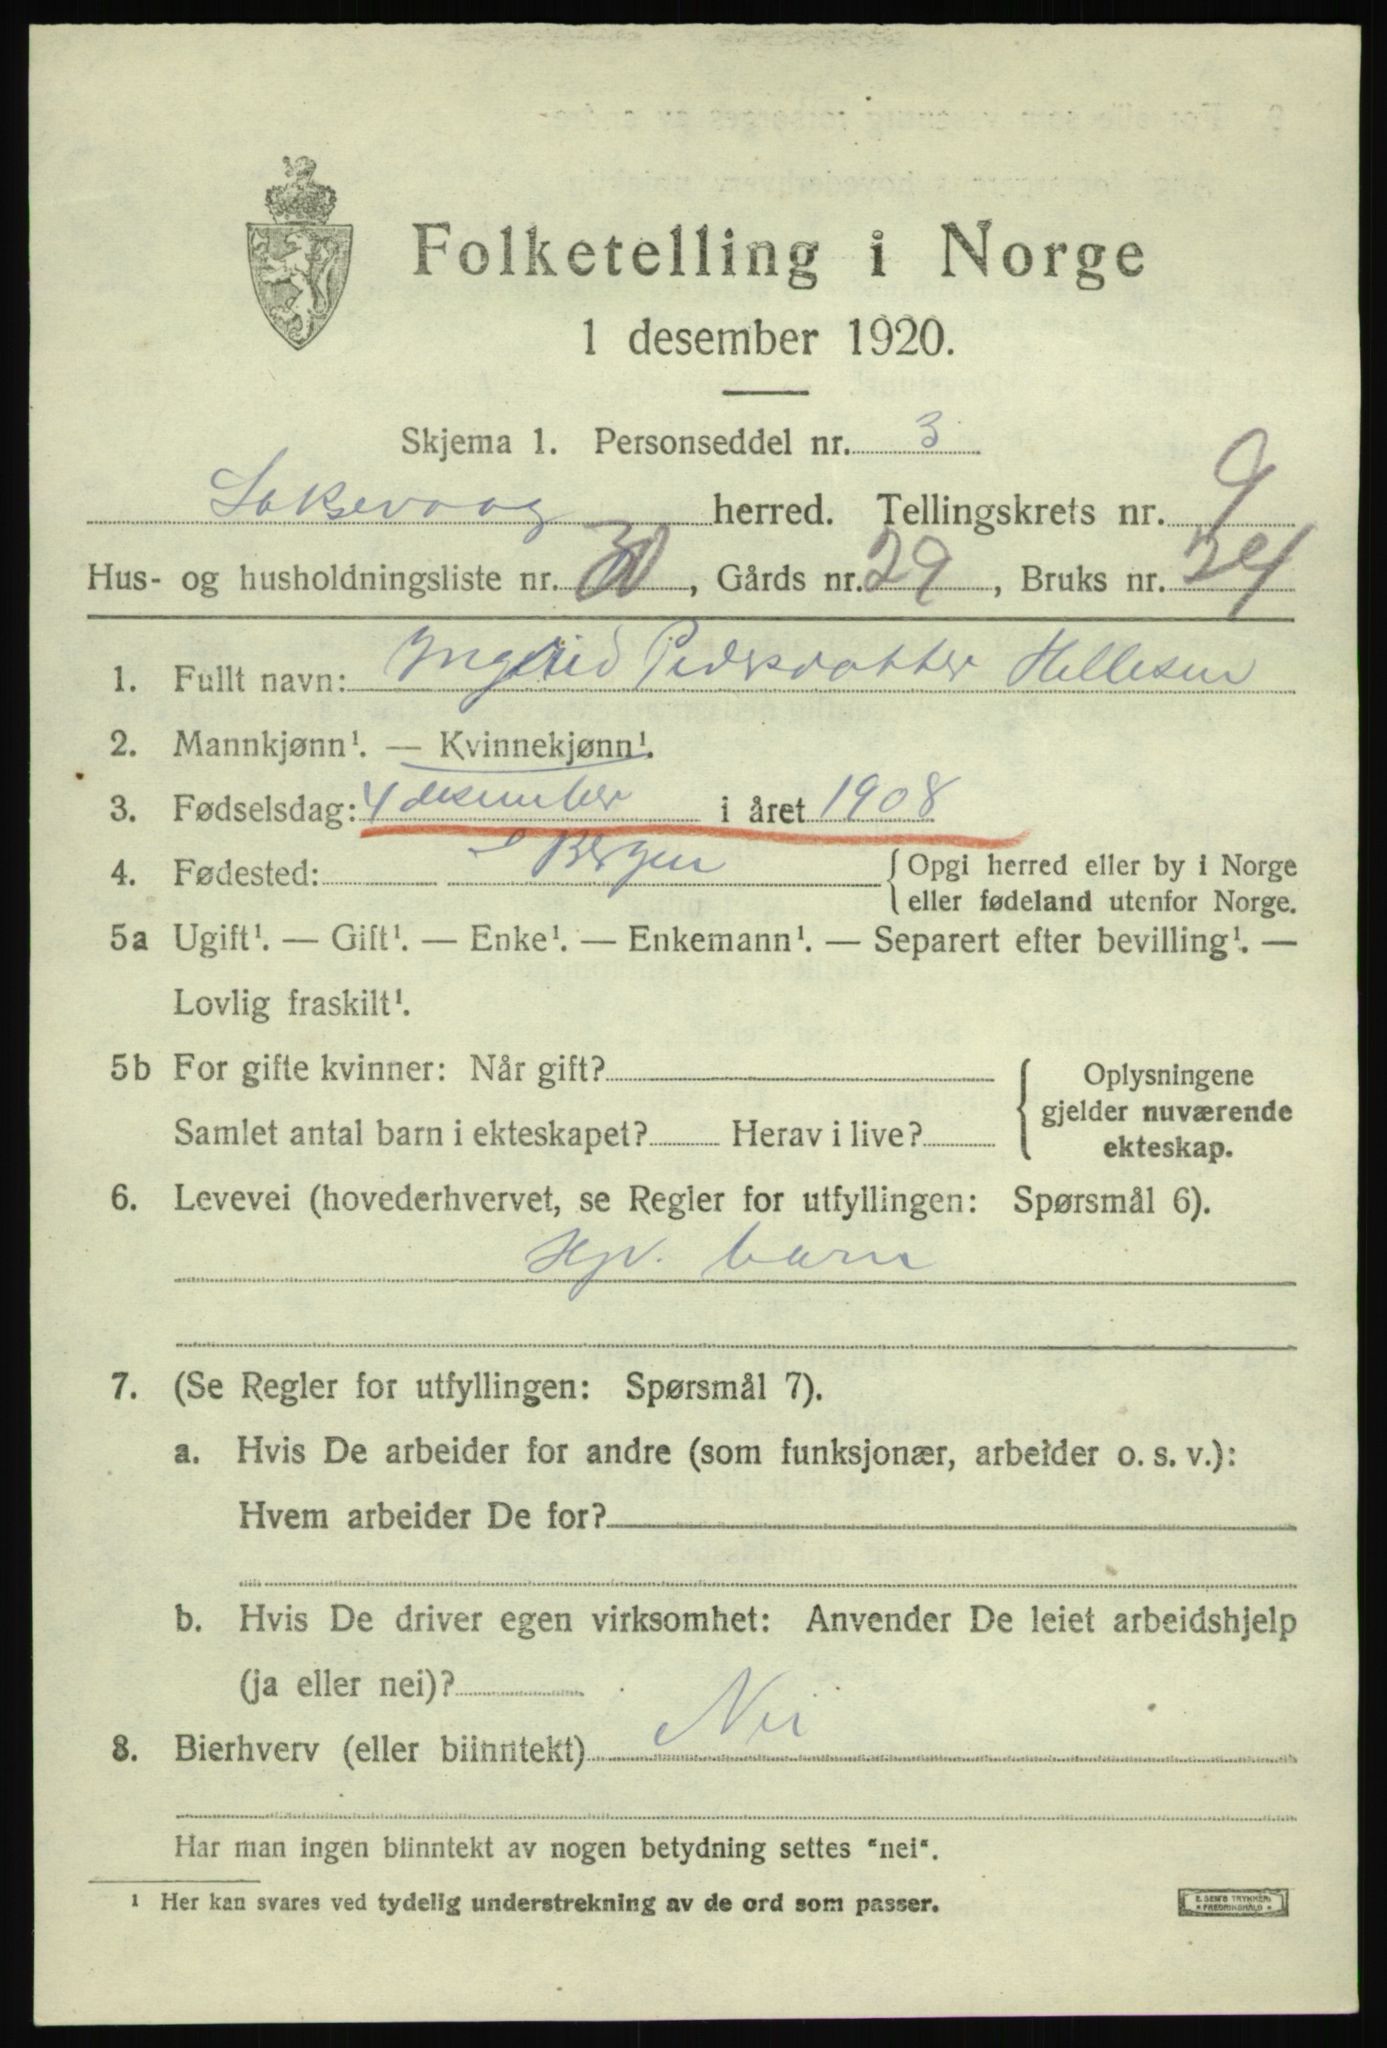 Folketelling i Norge
1 desember 1920.
Skjema 1. Personseddel nr. 3
Laksevaag herred. Tellingskrets nr. 9
Hus- og husholdningsliste nr. 30, Gårds nr. 29, Bruks nr. 34
1. Fullt navn: Ingrid Pedersdatter Hellesen
2. Mannkjønn¹. — Kvinnekjønn¹.
3. Fødselsdag: 4 desember i året 1908
4. Fødested: Bergen { Opgi herred eller by i Norge
eller fødeland utenfor Norge.
5a Ugift¹. — Gift¹. — Enke¹. — Enkemann¹. — Separert efter bevilling¹. —
Lovlig fraskilt¹.
5b For gifte kvinner: Når gift? { Oplysningene
gjelder nuværende
Samlet antal barn i ekteskapet? Herav i live? ekteskap.
6. Levevei (hovederhvervet, se Regler for utfyllingen: Spørsmål 6).
Hjv. barn
7. (Se Regler for utfyllingen: Spørsmål 7).
a. Hvis De arbeider for andre (som funksjonær, arbeider o. s. v.):
Hvem arbeider De for?
b. Hvis De driver egen virksomhet: Anvender De leiet arbeidshjelp
(ja eller nei)?
8. Bierhverv (eller biinntekt) Nei
Har man ingen biinntekt av nogen betydning settes "nei".
¹ Her kan svares ved tydelig understrekning av de ord som passer.
E. SEM'S TRYKKERI
* FREDRIKSHALD *